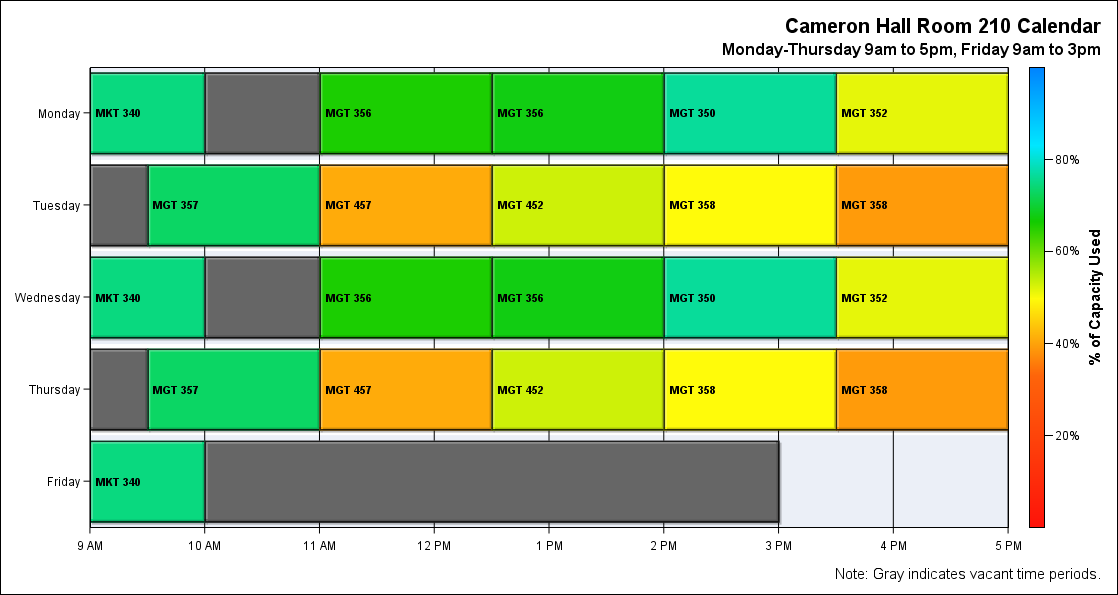 Cameron Hall Room 210 Calendar
Monday-Thursday 9am to 5pm, Friday 9am to 3pm
Monday MKT 340 MGT 356 MGT 356 MGT 350 MGT 352
Tuesday MGT 357 MGT 457 MGT 452 MGT 358 MGT 358
Wednesday MKT 340 MGT 356 MGT 356 MGT 350 MGT 352
Thursday MGT 357 MGT 457 MGT 452 MGT 358 MGT 358
Friday MKT 340
9 AM 10 AM 11 AM 12 PM 1 PM 2 PM 3 PM 4 PM 5 PM
80%
60%
40%
20%
% of Capacity Used
Note: Gray indicates vacant time periods.